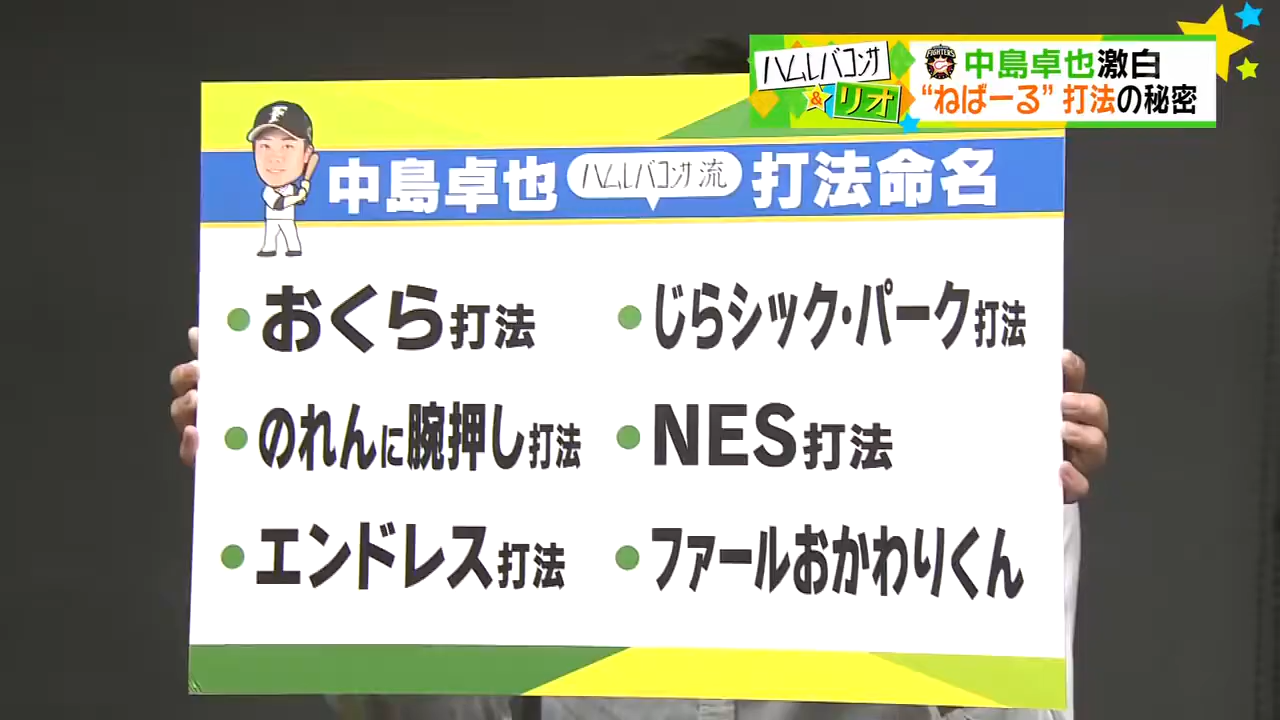 ハムレバコンサ
&リオ
FIGHTERS
中島卓也激白
“ねばーる”打法の秘密
F
中島卓也 ハムレバコンサ流 打法命名
•おくら打法
•じらシック・パーク打法
•のれんに腕押し打法
•NES打法
•エンドレス打法
•ファールおかわりくん